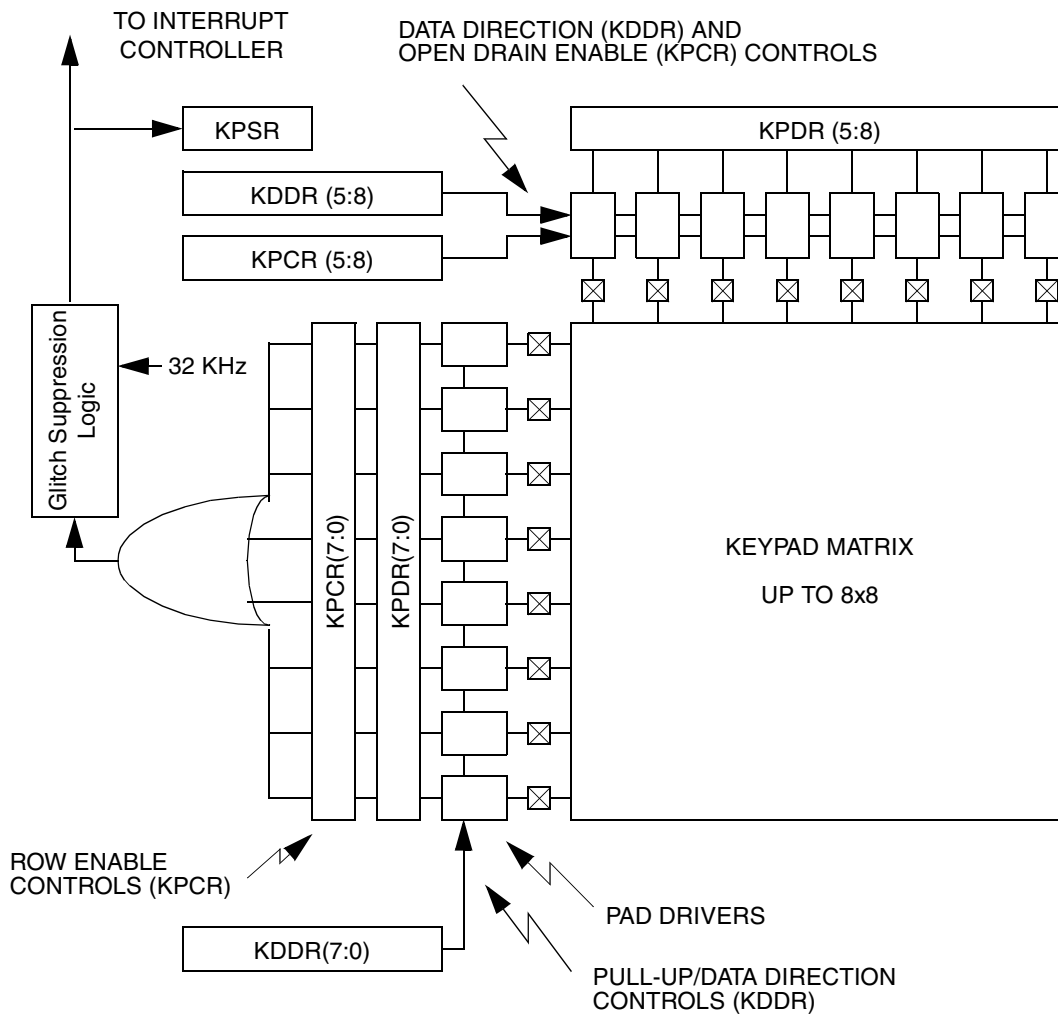 TO INTERRUPT
CONTROLLER
DATA DIRECTION (KDDR) AND
OPEN DRAIN ENABLE (KPCR) CONTROLS
KPSR
KPDR (5:8)
KDDR (5:8)
KPCR (5:8)
Glitch Suppression
Logic
32 KHz
KPCR(7:0)
KPDR(7:0)
KEYPAD MATRIX
UP TO 8x8
ROW ENABLE
CONTROLS (KPCR)
PAD DRIVERS
KDDR(7:0)
PULL-UP/DATA DIRECTION
CONTROLS (KDDR)